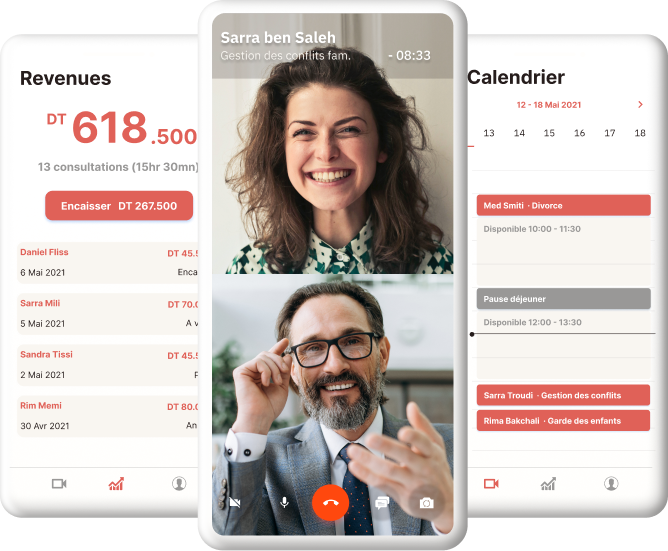 Revenues
DT 618.500
13 consultations (15hr 30mn)
Encaisser DT 267.500
Daniel Fliss DT 45.5
6 Mai 2021 Enca
Sarra Mili DT 70.0
5 Mai 2021 A v
Sandra Tissi DT 45.5
2 Mai 2021
Rim Memi DT 80.0
30 Avr 2021 An
Sarra ben Saleh
Gestion des conflits fam. - 08:33
Calendrier
12 - 18 Mai 2021
13 14 15 16 17 18
Med Smiti · Divorce
Disponible 10:00 - 11:30
Pause déjeuner
Disponible 12:00 - 13:30
Sarra Troudi · Gestion des conflits
Rima Bakchali · Garde des enfants